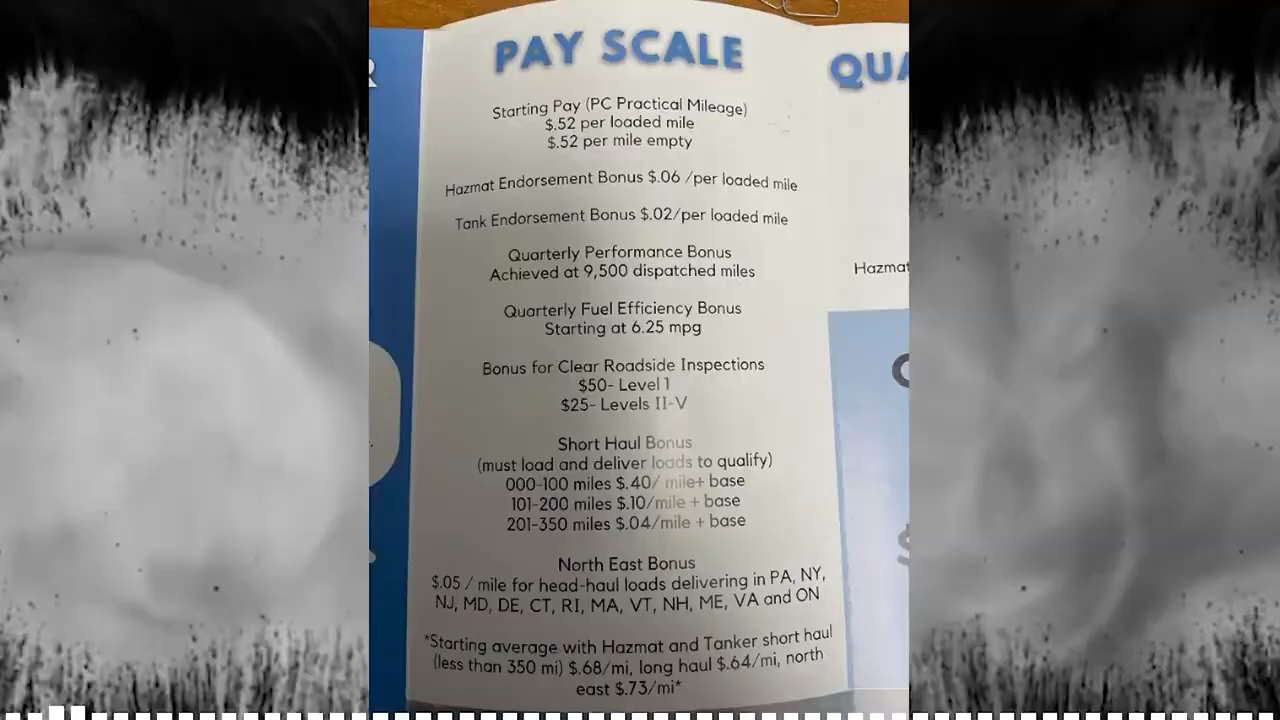 PAY SCALE
Starting Pay (PC Practical Mileage)
$.52 per loaded mile
$.52 per mile empty
Hazmat Endorsement Bonus $.06 /per loaded mile
Tank Endorsement Bonus $.02/per loaded mile
Quarterly Performance Bonus
Achieved at 9,500 dispatched miles
Quarterly Fuel Efficiency Bonus
Starting at 6.25 mpg
Bonus for Clear Roadside Inspections
$50- Level 1
$25- Levels II-V
Short Haul Bonus
(must load and deliver loads to qualify)
000-100 miles $.40/ mile+ base
101-200 miles $.10/mile + base
201-350 miles $.04/mile + base
North East Bonus
$.05 / mile for head-haul loads delivering in PA, NY,
NJ, MD, DE, CT, RI, MA, VT, NH, ME, VA and ON
*Starting average with Hazmat and Tanker short haul
(less than 350 mi) $.68/mi, long haul $.64/mi, north
east $.73/mi*
QUA
Hazmat